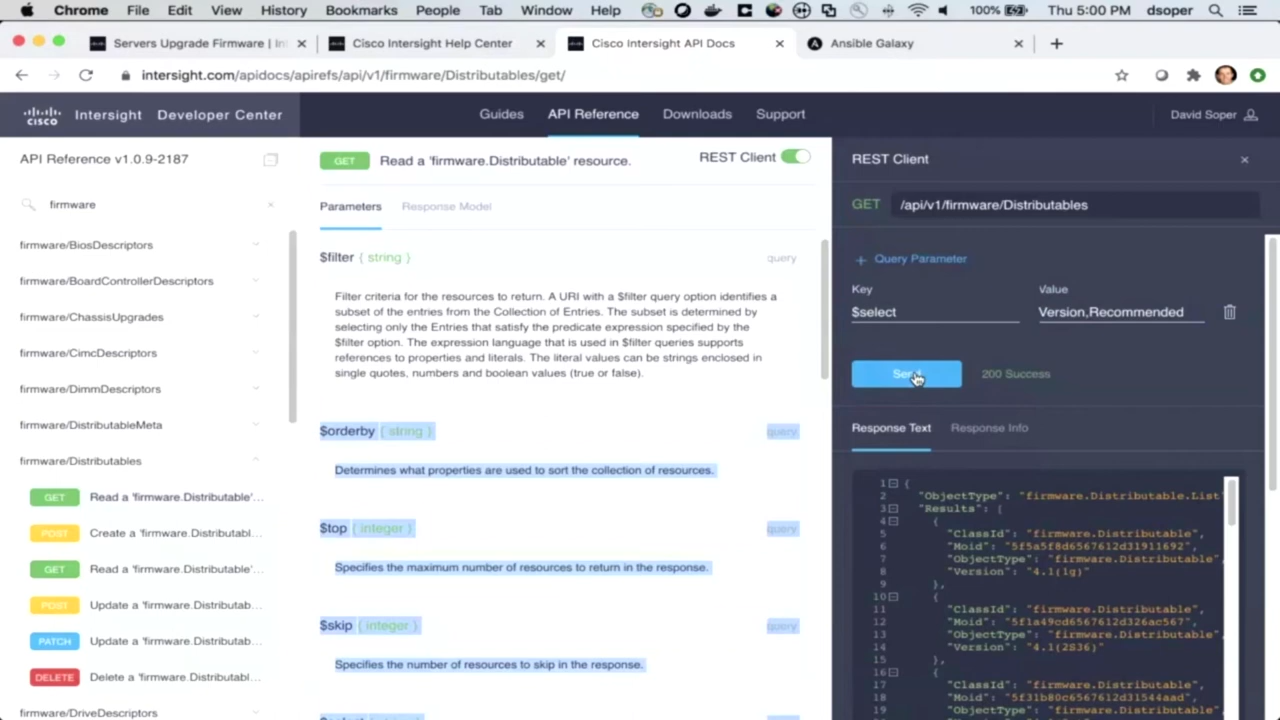 Chrome File Edit View History Bookmarks People Tab Window Help 100% Thu 5:00 PM dsoper
Servers Upgrade Firmware | Int
Cisco Intersight Help Center
Cisco Intersight API Docs
Ansible Galaxy
intersight.com/apidocs/apirefs/api/v1/firmware/Distributables/get/
CISCO Intersight Developer Center
Guides API Reference Downloads Support
David Soper
API Reference v1.0.9-2187
firmware
firmware/BiosDescriptors
firmware/BoardControllerDescriptors
firmware/ChassisUpgrades
firmware/CimcDescriptors
firmware/DimmDescriptors
firmware/DistributableMeta
firmware/Distributables
GET Read a 'firmware.Distributable'...
POST Create a 'firmware.Distributabl...
GET Read a 'firmware.Distributable'...
POST Update a 'firmware.Distributab...
PATCH Update a 'firmware.Distributab...
DELETE Delete a 'firmware.Distributabl...
firmware/DriveDescriptors
GET Read a 'firmware.Distributable' resource.
REST Client
Parameters Response Model
$filter { string } query
Filter criteria for the resources to return. A URI with a $filter query option identifies a
subset of the entries from the Collection of Entries. The subset is determined by
selecting only the Entries that satisfy the predicate expression specified by the
$filter option. The expression language that is used in $filter queries supports
references to properties and literals. The literal values can be strings enclosed in
single quotes, numbers and boolean values (true or false).
$orderby { string } query
Determines what properties are used to sort the collection of resources.
$top { integer } query
Specifies the maximum number of resources to return in the response.
$skip { integer } query
Specifies the number of resources to skip in the response.
REST Client
GET /api/v1/firmware/Distributables
+ Query Parameter
Key Value
$select Version,Recommended
Send 200 Success
Response Text Response Info
1 {
2 "ObjectType": "firmware.Distributable.List"
3 "Results": [
4 {
5 "ClassId": "firmware.Distributable",
6 "Moid": "5f5a5f8d6567612d31911692",
7 "ObjectType": "firmware.Distributable"
8 "Version": "4.1(1g)"
9 },
10 {
11 "ClassId": "firmware.Distributable",
12 "Moid": "5f1a49cd6567612d326ac567",
13 "ObjectType": "firmware.Distributable"
14 "Version": "4.1(2S36)"
15 },
16 {
17 "ClassId": "firmware.Distributable",
18 "Moid": "5f31b80c6567612d31544aad",
19 "ObjectType": "firmware.Distributable"